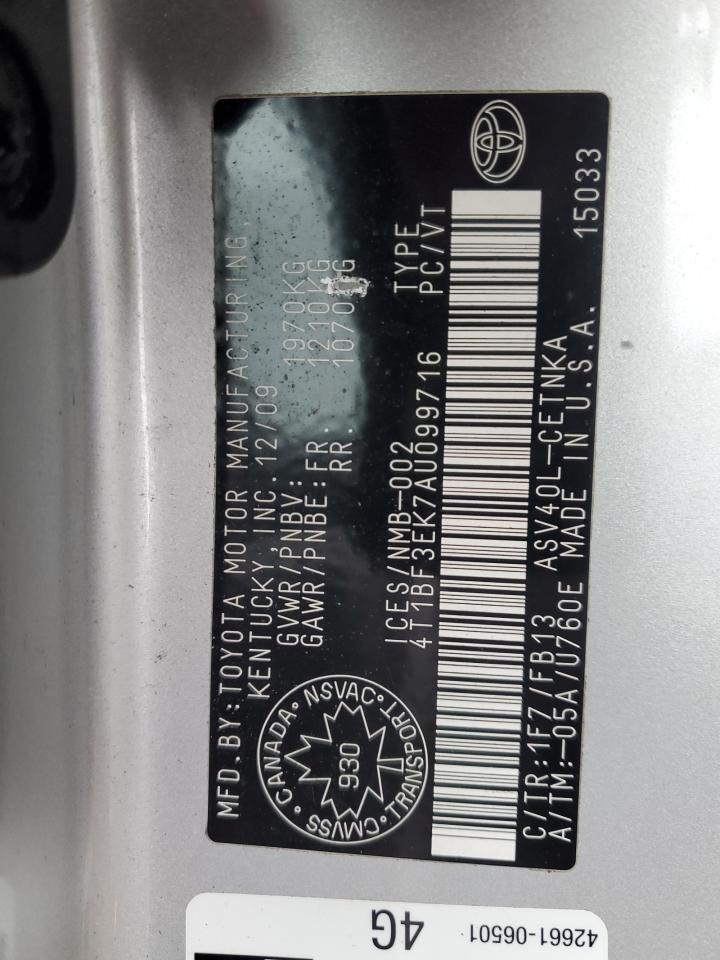 MFD.BY:TOYOTA MOTOR MANUFACTURING,
KENTUCKY,INC. 12/09
GVWR/PNBV: 1970KG
GAWR/PNBE:FR. 1210KG
RR. 1070 G
CANADA • NSVAC • TRANSPORT • CMVSS •
930
ICES/NMB-002 TYPE
4T1BF3EK7AU099716 PC/VT
C/TR:1F7/FB13 ASV40L-CETNKA
A/TM:-05A/U760E MADE IN U.S.A. 15033
4G
42661-06501